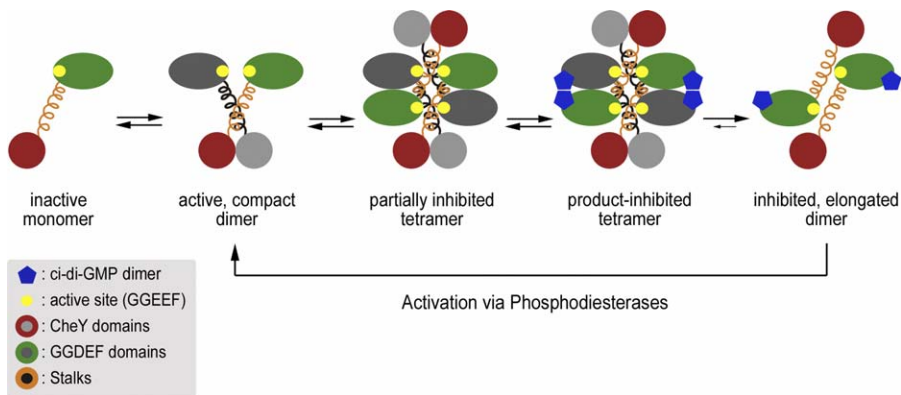 inactive
monomer
active, compact
dimer
partially inhibited
tetramer
product-inhibited
tetramer
inhibited, elongated
dimer
Activation via Phosphodiesterases
: ci-di-GMP dimer
: active site (GGEEF)
: CheY domains
: GGDEF domains
: Stalks